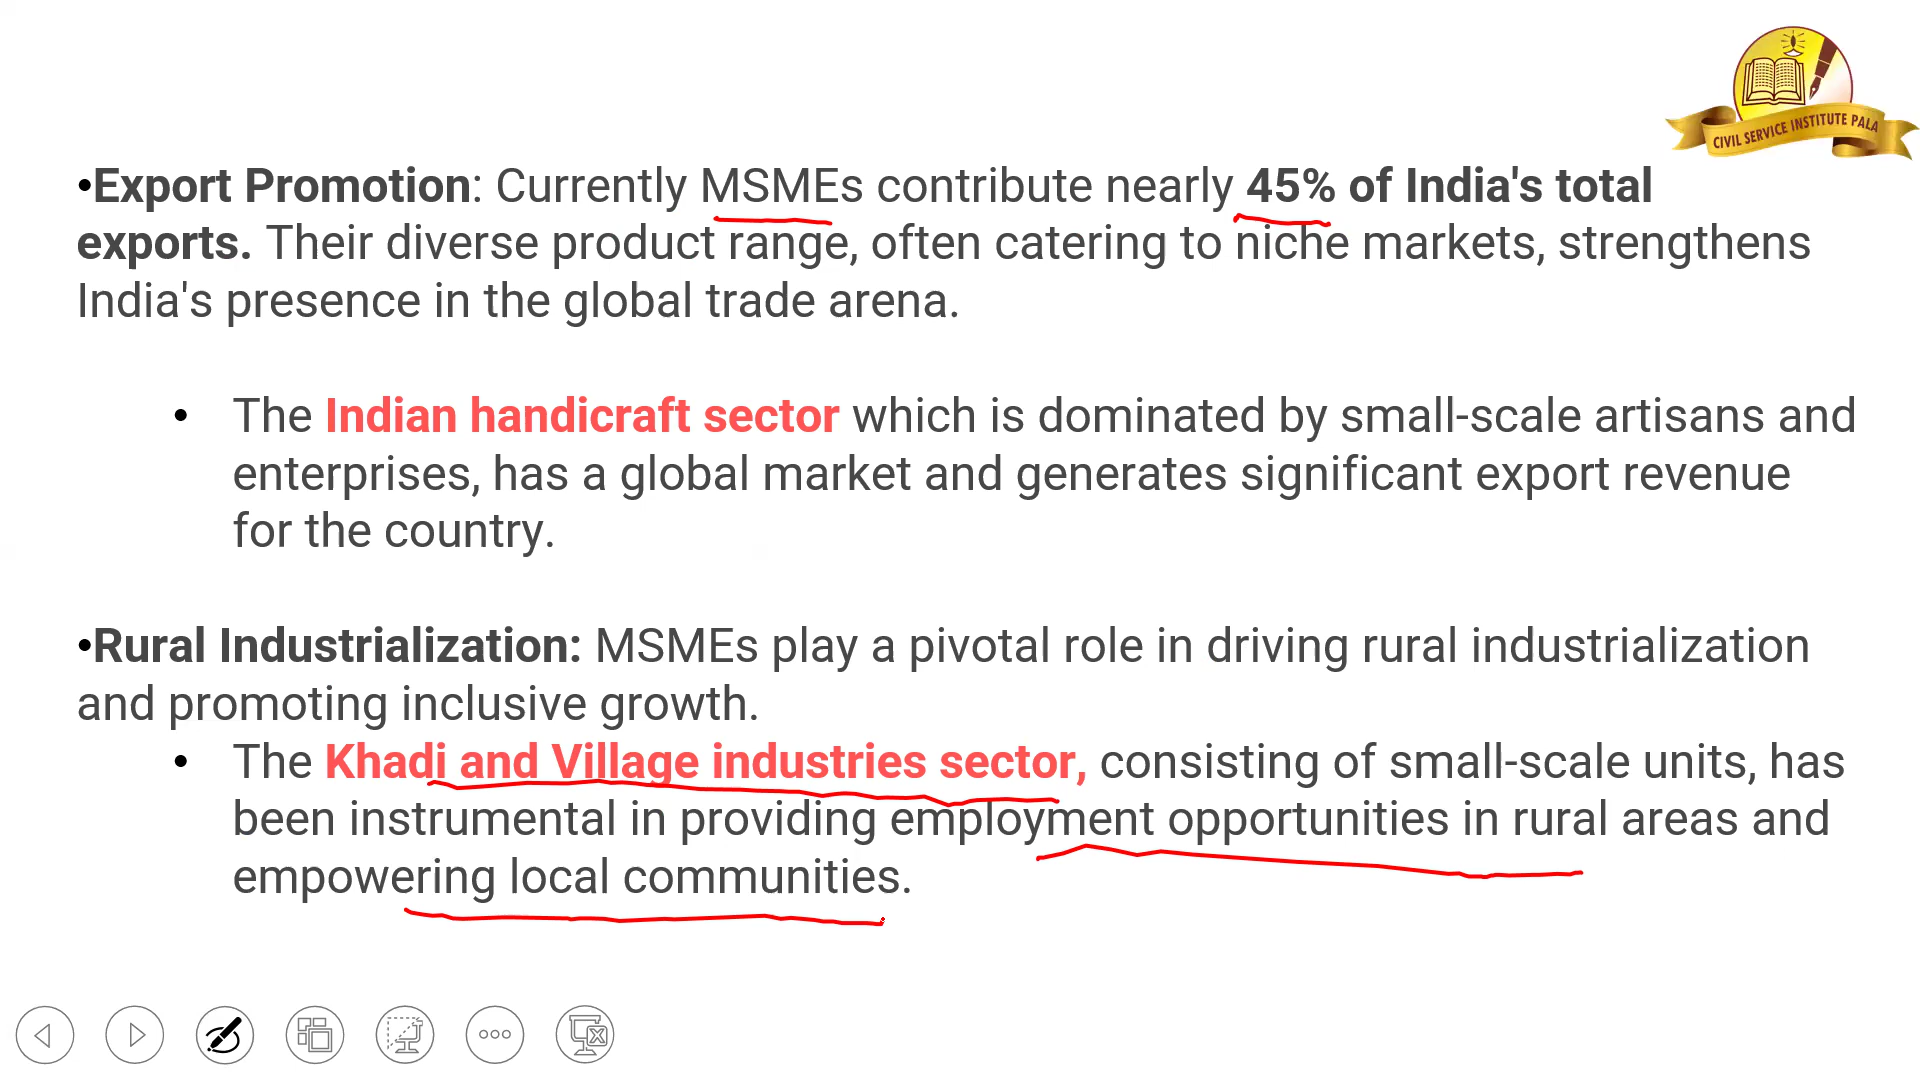 CIVIL SERVICE INSTITUTE PALA
•Export Promotion: Currently MSMEs contribute nearly 45% of India's total
exports. Their diverse product range, often catering to niche markets, strengthens
India's presence in the global trade arena.
• The Indian handicraft sector which is dominated by small-scale artisans and
enterprises, has a global market and generates significant export revenue
for the country.
•Rural Industrialization: MSMEs play a pivotal role in driving rural industrialization
and promoting inclusive growth.
• The Khadi and Village industries sector, consisting of small-scale units, has
been instrumental in providing employment opportunities in rural areas and
empowering local communities.